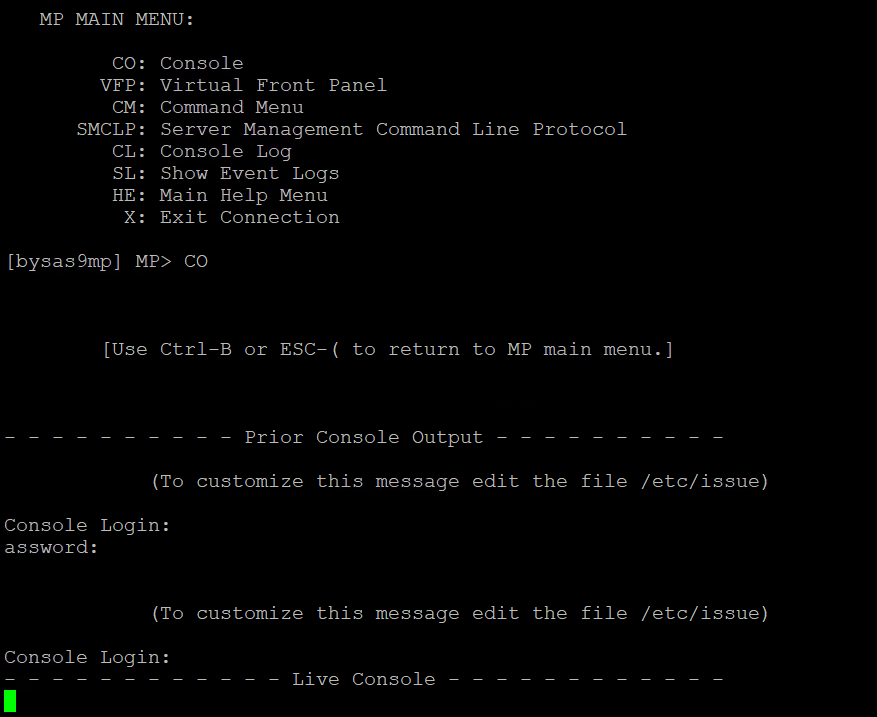 MP MAIN MENU:
CO: Console
VFP: Virtual Front Panel
CM: Command Menu
SMCLP: Server Management Command Line Protocol
CL: Console Log
SL: Show Event Logs
HE: Main Help Menu
X: Exit Connection
[bysas9mp] MP> CO
[Use Ctrl-B or ESC-( to return to MP main menu.]
- - - - - - - - - - Prior Console Output - - - - - - - - - -
(To customize this message edit the file /etc/issue)
Console Login:
assword:
(To customize this message edit the file /etc/issue)
Console Login:
- - - - - - - - - - - - Live Console - - - - - - - - - - - -